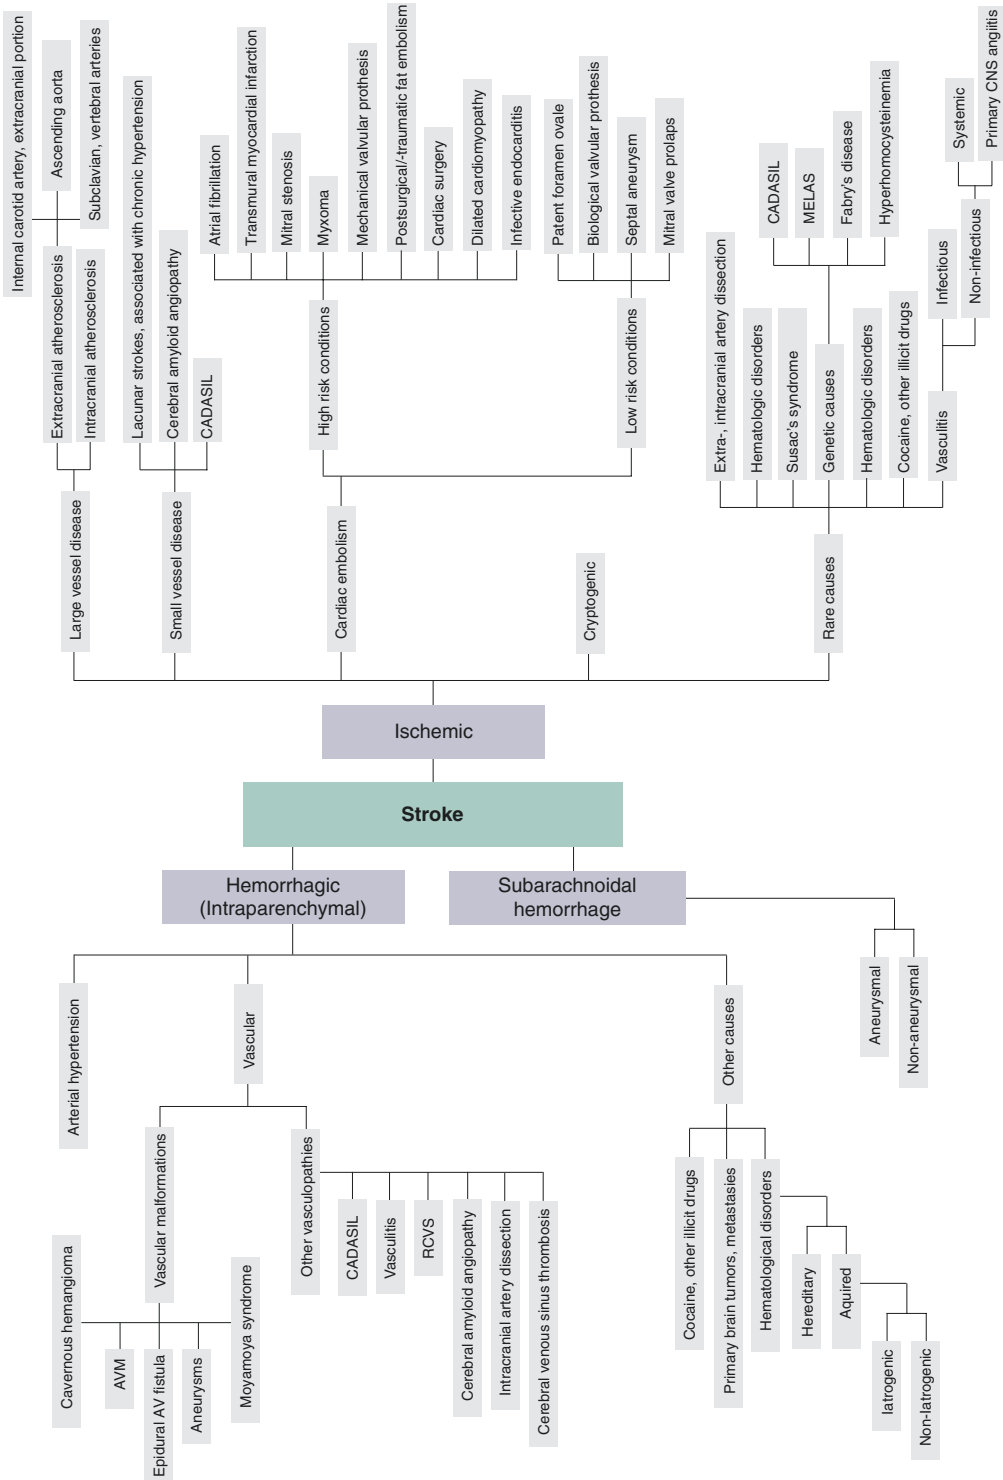 Internal carotid artery, extracranial portion
Ascending aorta
Subclavian, vertebral arteries
Extracranial atherosclerosis
Intracranial atherosclerosis
Large vessel disease
Lacunar strokes, associated with chronic hypertension
Cerebral amyloid angiopathy
CADASIL
Small vessel disease
Atrial fibrillation
Transmural myocardial infarction
Mitral stenosis
Myxoma
Mechanical valvular prothesis
Postsurgical/-traumatic fat embolism
Cardiac surgery
Dilated cardiomyopathy
Infective endocarditis
High risk conditions
Patent foramen ovale
Biological valvular prothesis
Septal aneurysm
Mitral valve prolaps
Low risk conditions
Cardiac embolism
Cryptogenic
Extra-, intracranial artery dissection
Hematologic disorders
Susac's syndrome
Genetic causes
CADASIL
MELAS
Fabry's disease
Hyperhomocysteinemia
Hematologic disorders
Cocaine, other illicit drugs
Vasculitis
Infectious
Non-infectious
Systemic
Primary CNS angiitis
Rare causes
Ischemic
Stroke
Hemorrhagic
(Intraparenchymal)
Subarachnoidal
hemorrhage
Arterial hypertension
Vascular
Vascular malformations
Cavernous hemangioma
AVM
Epidural AV fistula
Aneurysms
Moyamoya syndrome
Other vasculopathies
CADASIL
Vasculitis
RCVS
Cerebral amyloid angiopathy
Intracranial artery dissection
Cerebral venous sinus thrombosis
Other causes
Cocaine, other illicit drugs
Primary brain tumors, metastasies
Hematological disorders
Hereditary
Aquired
Iatrogenic
Non-Iatrogenic
Aneurysmal
Non-aneurysmal